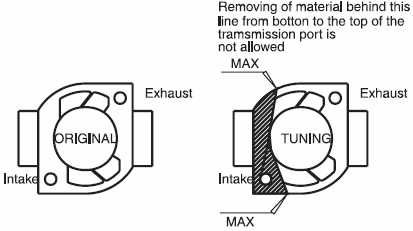 Removing of material behind this
line from botton to the top of the
tramsmission port is
not allowed
MAX
Exhaust
Exhaust
ORIGINAL
TUNING
Intake
Intake
MAX